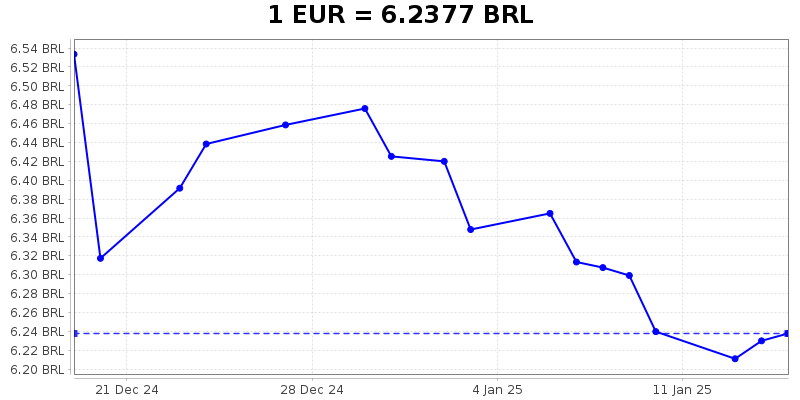 1 EUR = 6.2377 BRL
6.54 BRL
6.52 BRL
6.50 BRL
6.48 BRL
6.46 BRL
6.44 BRL
6.42 BRL
6.40 BRL
6.38 BRL
6.36 BRL
6.34 BRL
6.32 BRL
6.30 BRL
6.28 BRL
6.26 BRL
6.24 BRL
6.22 BRL
6.20 BRL
21 Dec 24
28 Dec 24
4 Jan 25
11 Jan 25